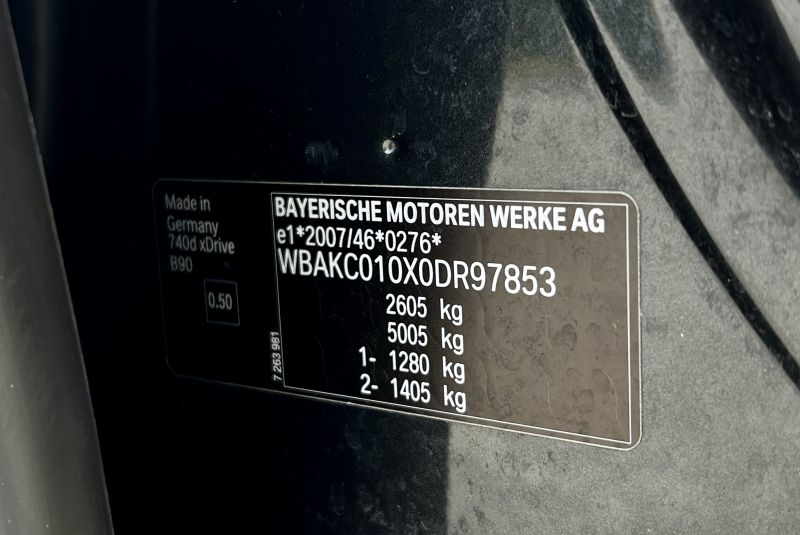 Made in
Germany
740d xDrive
B90
0.50
7 263 981
BAYERISCHE MOTOREN WERKE AG
e1*2007/46*0276*
WBAKC010X0DR97853
2605 kg
5005 kg
1- 1280 kg
2- 1405 kg